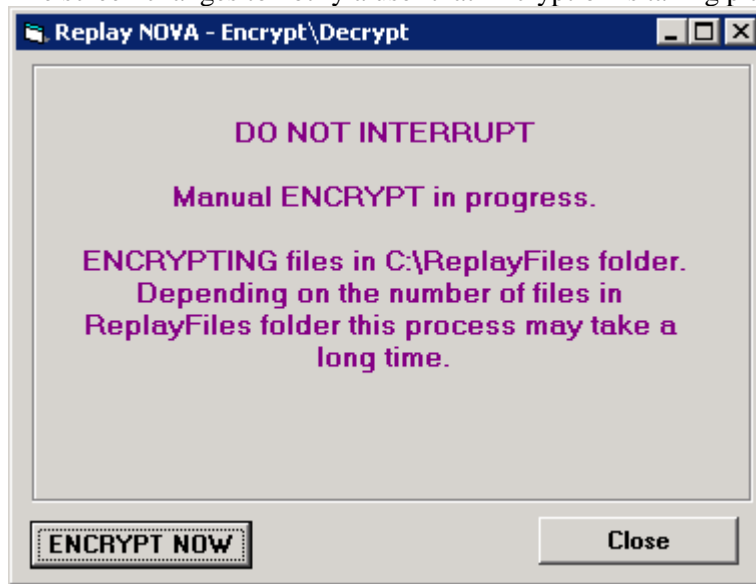 Replay NOVA - Encrypt\Decrypt
DO NOT INTERRUPT
Manual ENCRYPT in progress.
ENCRYPTING files in C:\ReplayFiles folder.
Depending on the number of files in
ReplayFiles folder this process may take a
long time.
ENCRYPT NOW
Close